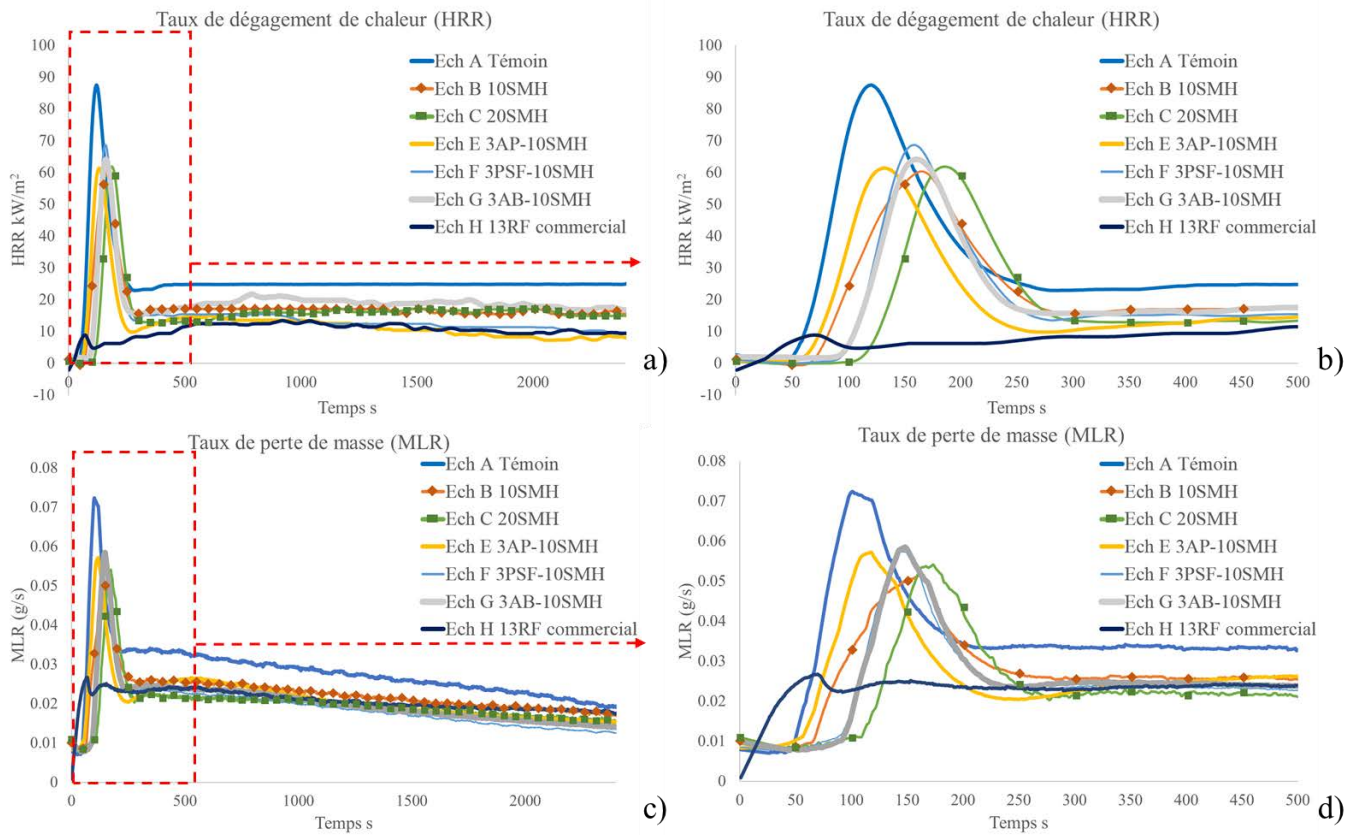 Taux de dégagement de chaleur (HRR)
100
90
80
70
60
50
40
30
20
10
0
-10
HRR kW/m²
0
500
1000
1500
2000
Temps s
Ech A Témoin
Ech B 10SMH
Ech C 20SMH
Ech E 3AP-10SMH
Ech F 3PSF-10SMH
Ech G 3AB-10SMH
Ech H 13RF commercial
a)
Taux de dégagement de chaleur (HRR)
100
90
80
70
60
50
40
30
20
10
0
-10
HRR kW/m²
0
50
100
150
200
250
300
350
400
450
500
Temps s
Ech A Témoin
Ech B 10SMH
Ech C 20SMH
Ech E 3AP-10SMH
Ech F 3PSF-10SMH
Ech G 3AB-10SMH
Ech H 13RF commercial
b)
Taux de perte de masse (MLR)
0.08
0.07
0.06
0.05
0.04
0.03
0.02
0.01
0
MLR (g/s)
0
500
1000
1500
2000
Temps s
Ech A Témoin
Ech B 10SMH
Ech C 20SMH
Ech E 3AP-10SMH
Ech F 3PSF-10SMH
Ech G 3AB-10SMH
Ech H 13RF commercial
c)
Taux de perte de masse (MLR)
0.08
0.07
0.06
0.05
0.04
0.03
0.02
0.01
0
MLR (g/s)
0
50
100
150
200
250
300
350
400
450
500
Temps s
Ech A Témoin
Ech B 10SMH
Ech C 20SMH
Ech E 3AP-10SMH
Ech F 3PSF-10SMH
Ech G 3AB-10SMH
Ech H 13RF commercial
d)